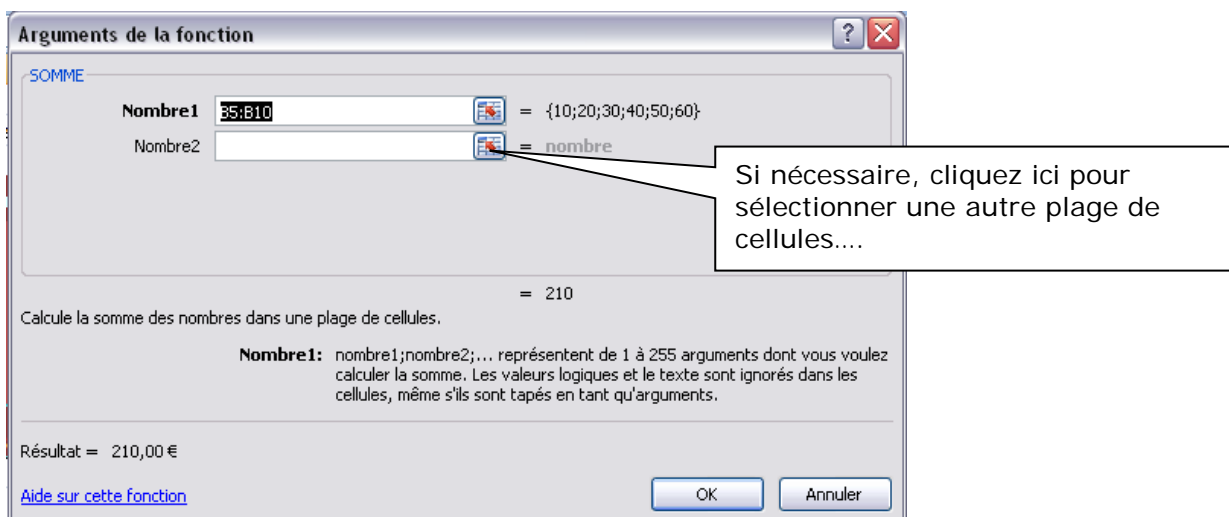 Arguments de la fonction
SOMME
Nombre1 B5:B10 = {10;20;30;40;50;60}
Nombre2 = nombre
Si nécessaire, cliquez ici pour
sélectionner une autre plage de
cellules....
= 210
Calcule la somme des nombres dans une plage de cellules.
Nombre1: nombre1;nombre2;... représentent de 1 à 255 arguments dont vous voulez
calculer la somme. Les valeurs logiques et le texte sont ignorés dans les
cellules, même s'ils sont tapés en tant qu'arguments.
Résultat = 210,00 €
Aide sur cette fonction
OK
Annuler